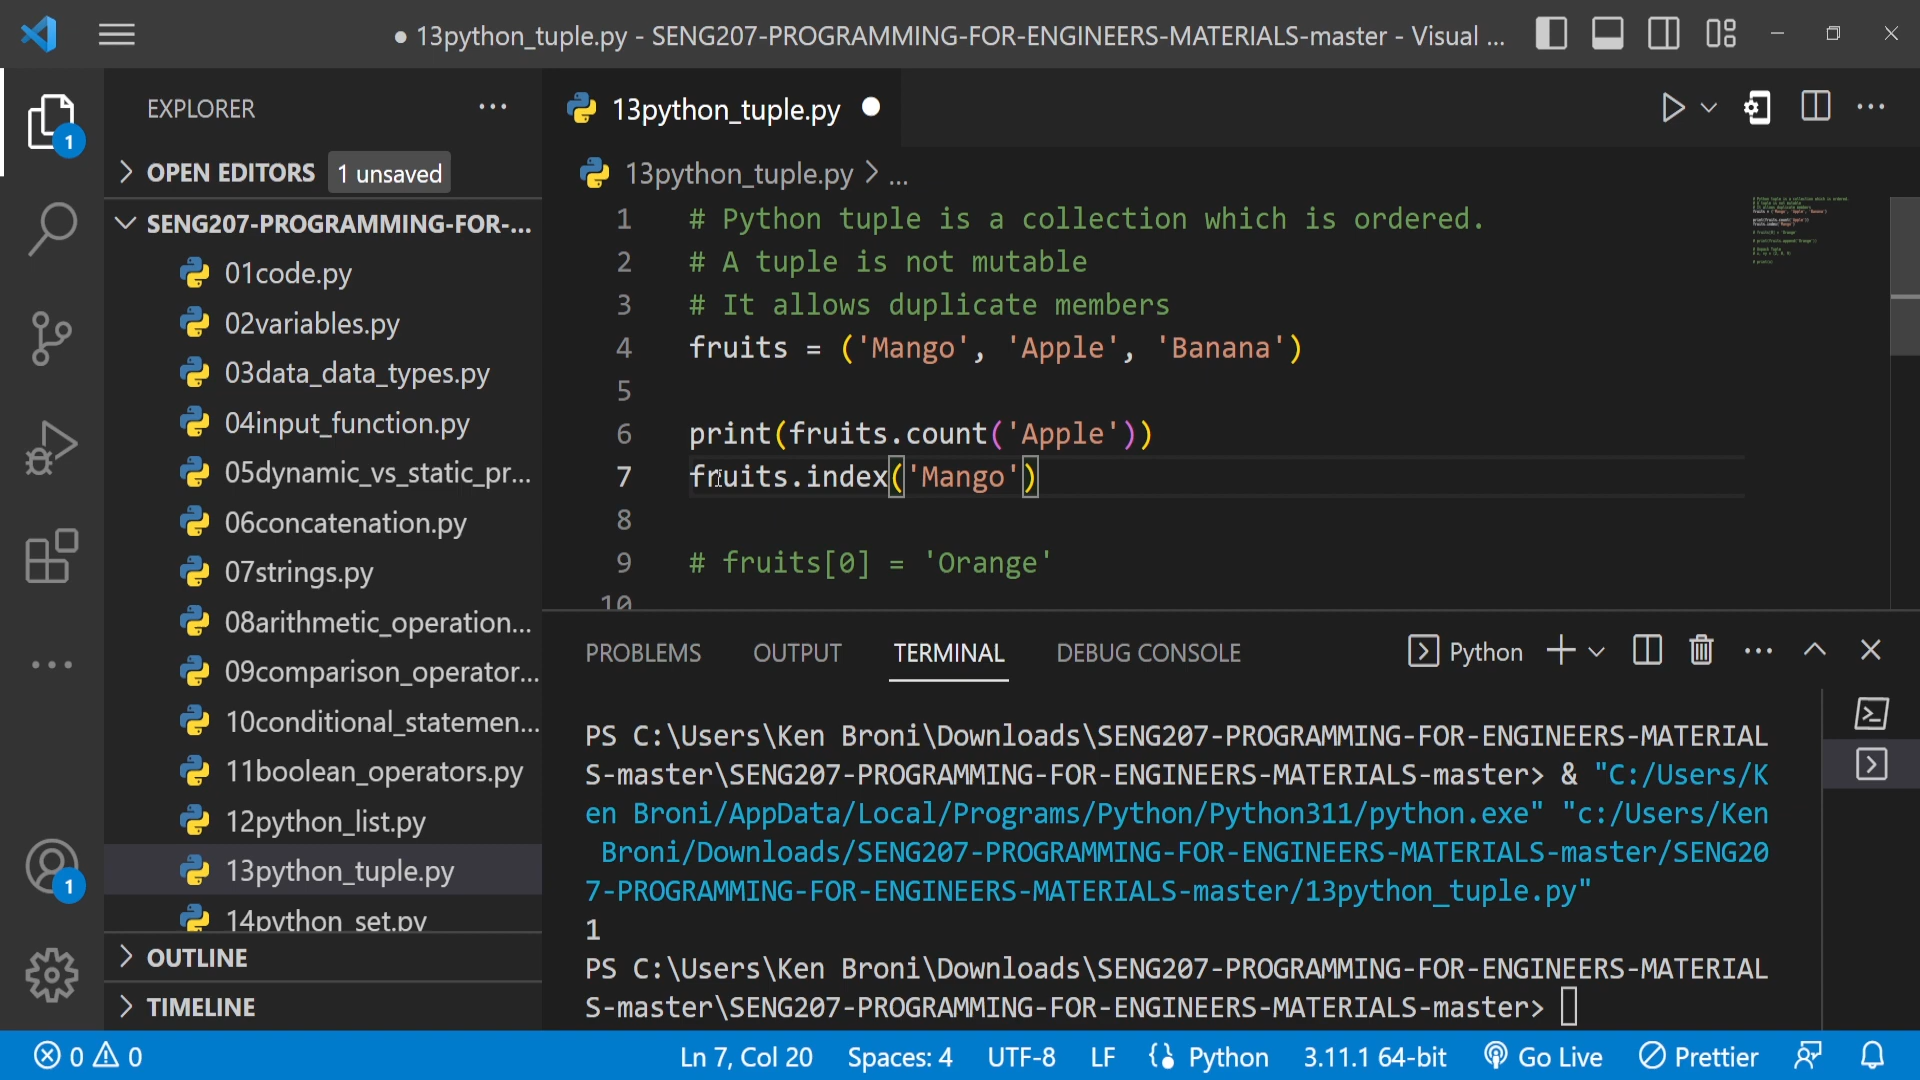 ● 13python_tuple.py - SENG207-PROGRAMMING-FOR-ENGINEERS-MATERIALS-master - Visual ...
EXPLORER
OPEN EDITORS 1 unsaved
SENG207-PROGRAMMING-FOR-...
01code.py
02variables.py
03data_data_types.py
04input_function.py
05dynamic_vs_static_pr...
06concatenation.py
07strings.py
08arithmetic_operation...
09comparison_operator...
10conditional_statemen...
11boolean_operators.py
12python_list.py
13python_tuple.py
14python_set.py
OUTLINE
TIMELINE
1
1
13python_tuple.py
13python_tuple.py > ...
1 # Python tuple is a collection which is ordered.
2 # A tuple is not mutable
3 # It allows duplicate members
4 fruits = ('Mango', 'Apple', 'Banana')
5
6 print(fruits.count('Apple'))
7 fruits.index('Mango')
8
9 # fruits[0] = 'Orange'
10
PROBLEMS OUTPUT TERMINAL DEBUG CONSOLE Python
PS C:\Users\Ken Broni\Downloads\SENG207-PROGRAMMING-FOR-ENGINEERS-MATERIAL
S-master\SENG207-PROGRAMMING-FOR-ENGINEERS-MATERIALS-master> & "C:/Users/K
en Broni/AppData/Local/Programs/Python/Python311/python.exe" "c:/Users/Ken
Broni/Downloads/SENG207-PROGRAMMING-FOR-ENGINEERS-MATERIALS-master/SENG20
7-PROGRAMMING-FOR-ENGINEERS-MATERIALS-master/13python_tuple.py"
1
PS C:\Users\Ken Broni\Downloads\SENG207-PROGRAMMING-FOR-ENGINEERS-MATERIAL
S-master\SENG207-PROGRAMMING-FOR-ENGINEERS-MATERIALS-master>
0 0 Ln 7, Col 20 Spaces: 4 UTF-8 LF Python 3.11.1 64-bit Go Live Prettier